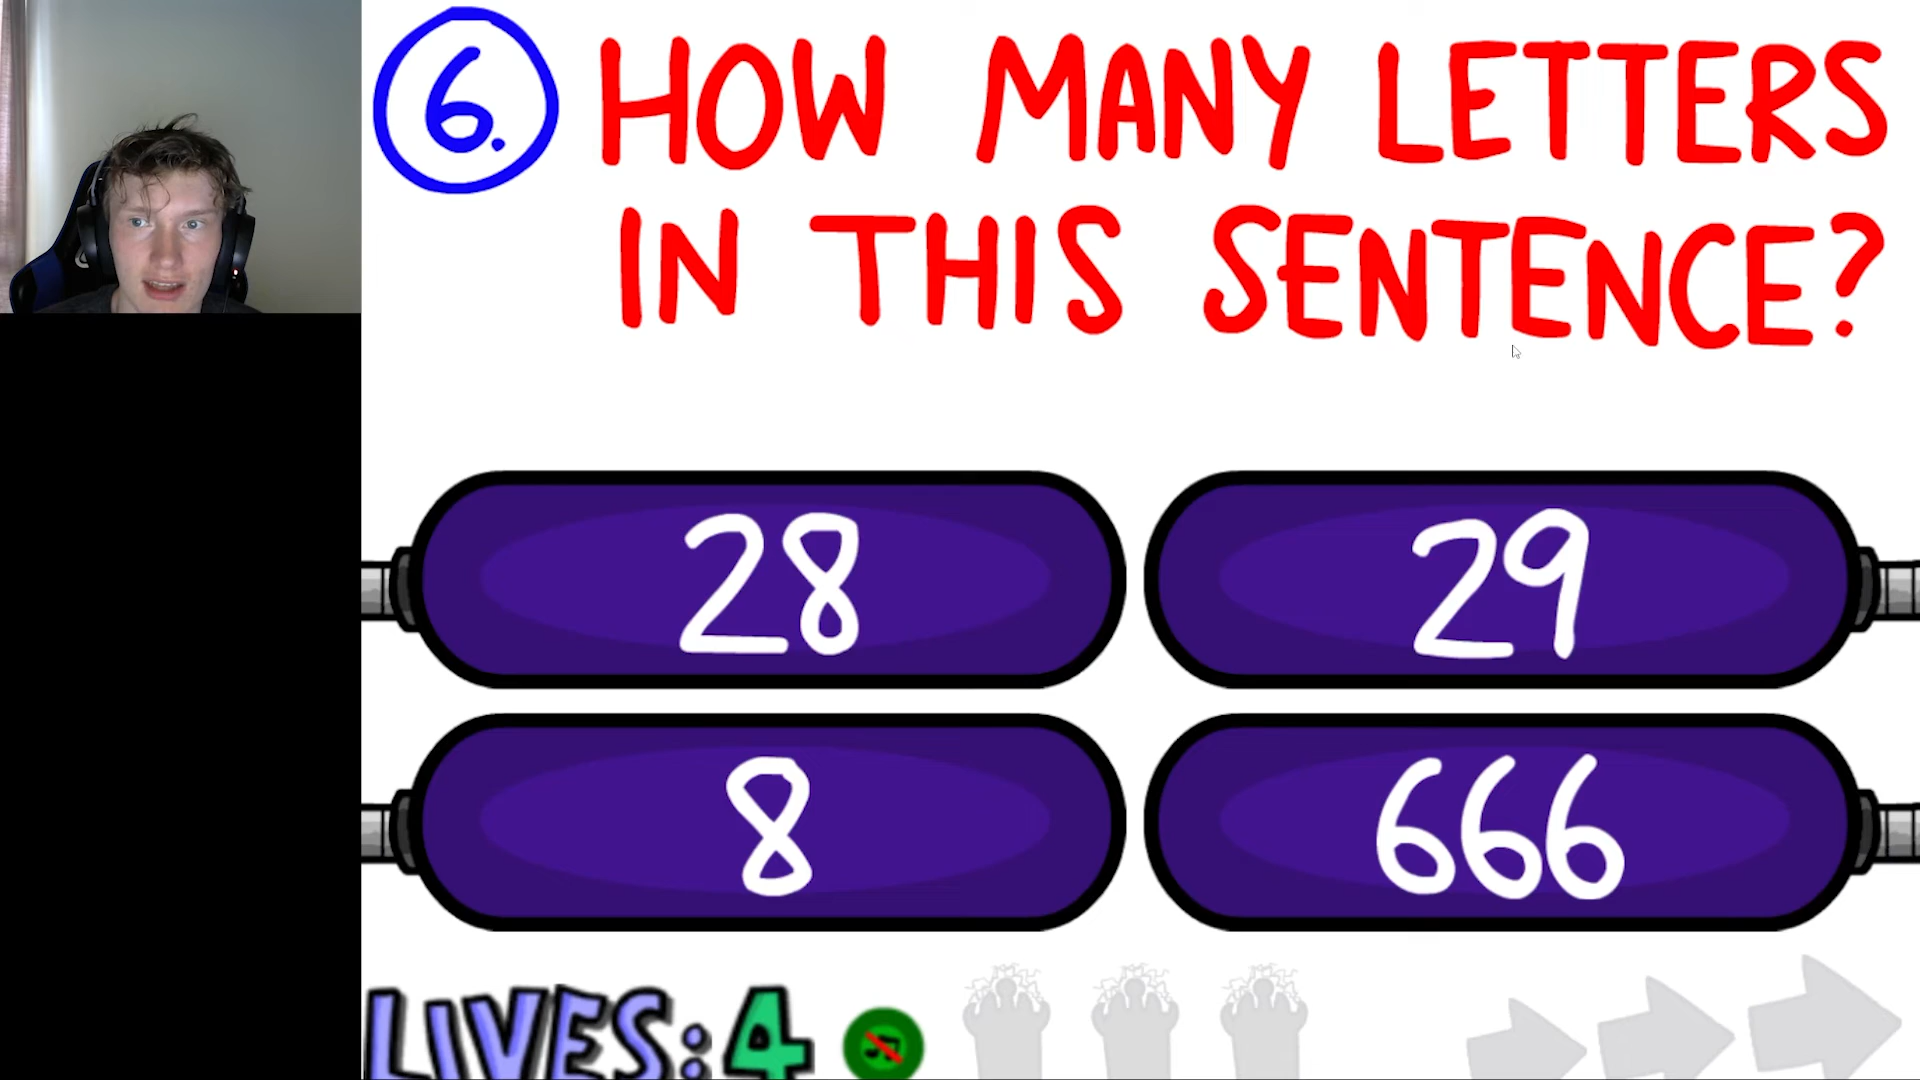 6. HOW MANY LETTERS
IN THIS SENTENCE?
28 29
8 666
LIVES: 4